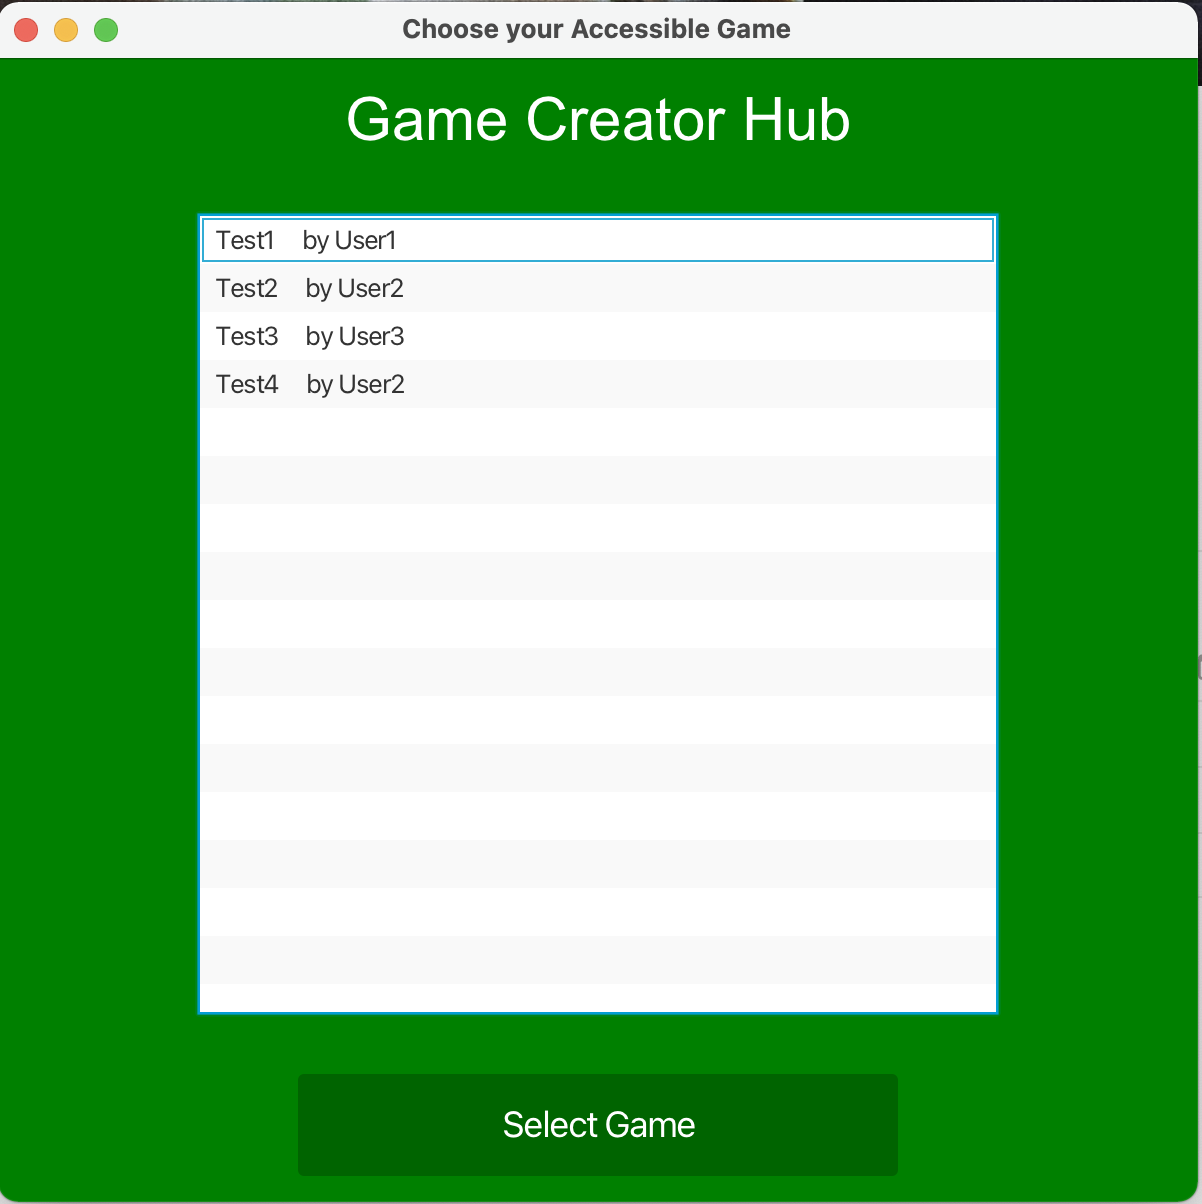 Choose your Accessible Game
Game Creator Hub
Test1 by User1
Test2 by User2
Test3 by User3
Test4 by User2
Select Game